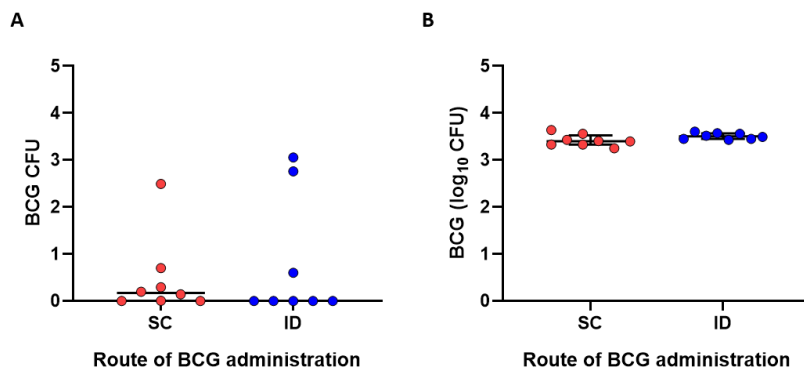 A
BCG CFU
5
4
3
2
1
0
SC
ID
Route of BCG administration
B
BCG (log10 CFU)
5
4
3
2
1
0
SC
ID
Route of BCG administration